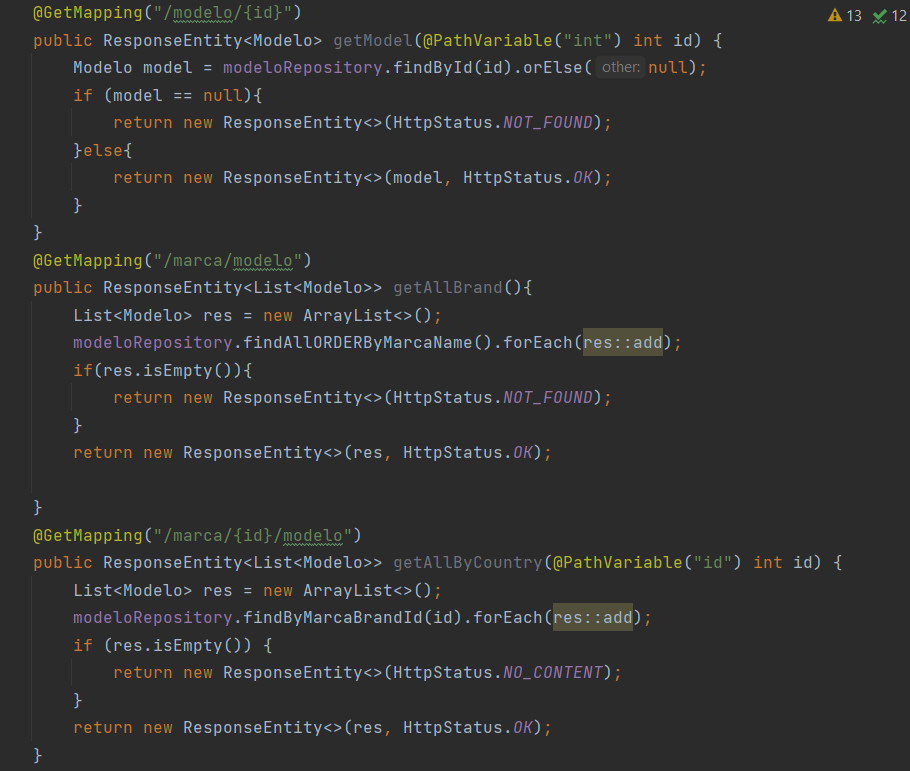 @GetMapping("/modelo/{id}")
13 12
public ResponseEntity<Modelo> getModel(@PathVariable("int") int id) {
Modelo model = modeloRepository.findById(id).orElse( other: null);
if (model == null){
return new ResponseEntity<>(HttpStatus.NOT_FOUND);
}else{
return new ResponseEntity<>(model, HttpStatus.OK);
}
}
@GetMapping("/marca/modelo")
public ResponseEntity<List<Modelo>> getAllBrand(){
List<Modelo> res = new ArrayList<>();
modeloRepository.findAllORDERByMarcaName().forEach(res::add);
if(res.isEmpty()){
return new ResponseEntity<>(HttpStatus.NOT_FOUND);
}
return new ResponseEntity<>(res, HttpStatus.OK);
}
@GetMapping("/marca/{id}/modelo")
public ResponseEntity<List<Modelo>> getAllByCountry(@PathVariable("id") int id) {
List<Modelo> res = new ArrayList<>();
modeloRepository.findByMarcaBrandId(id).forEach(res::add);
if (res.isEmpty()) {
return new ResponseEntity<>(HttpStatus.NO_CONTENT);
}
return new ResponseEntity<>(res, HttpStatus.OK);
}